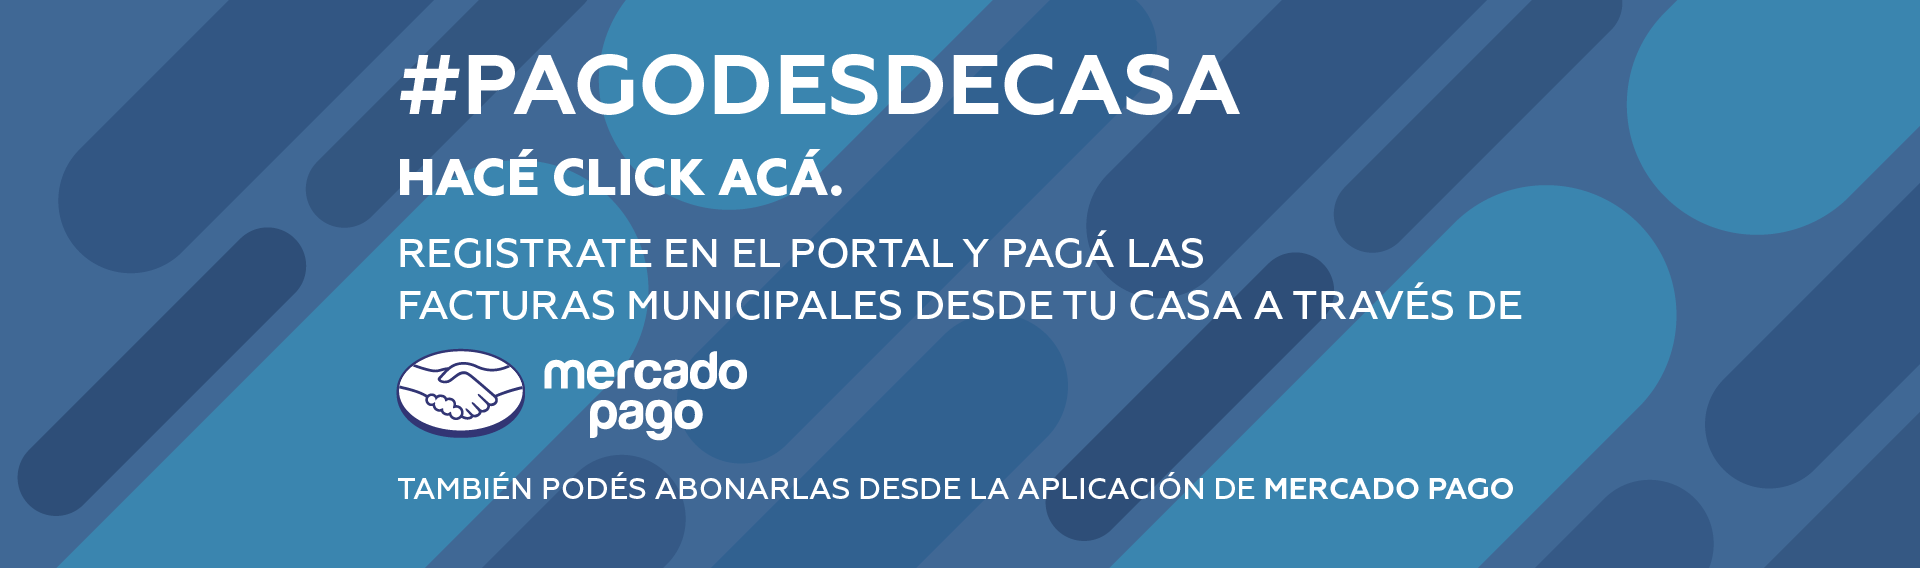 #PAGODESDECASA
HACÉ CLICK ACÁ.
REGISTRATE EN EL PORTAL Y PAGÁ LAS
FACTURAS MUNICIPALES DESDE TU CASA A TRAVÉS DE
mercado
pago
TAMBIÉN PODÉS ABONARLAS DESDE LA APLICACIÓN DE MERCADO PAGO